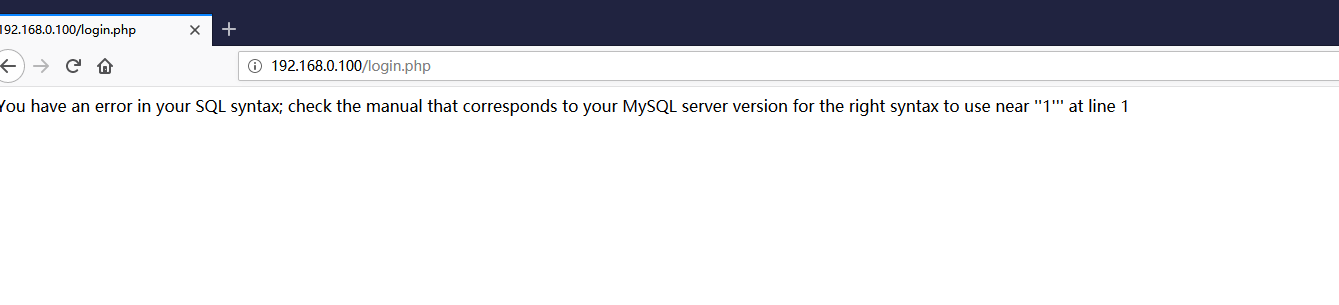 192.168.0.100/login.php
192.168.0.100/login.php
You have an error in your SQL syntax; check the manual that corresponds to your MySQL server version for the right syntax to use near ''1''' at line 1